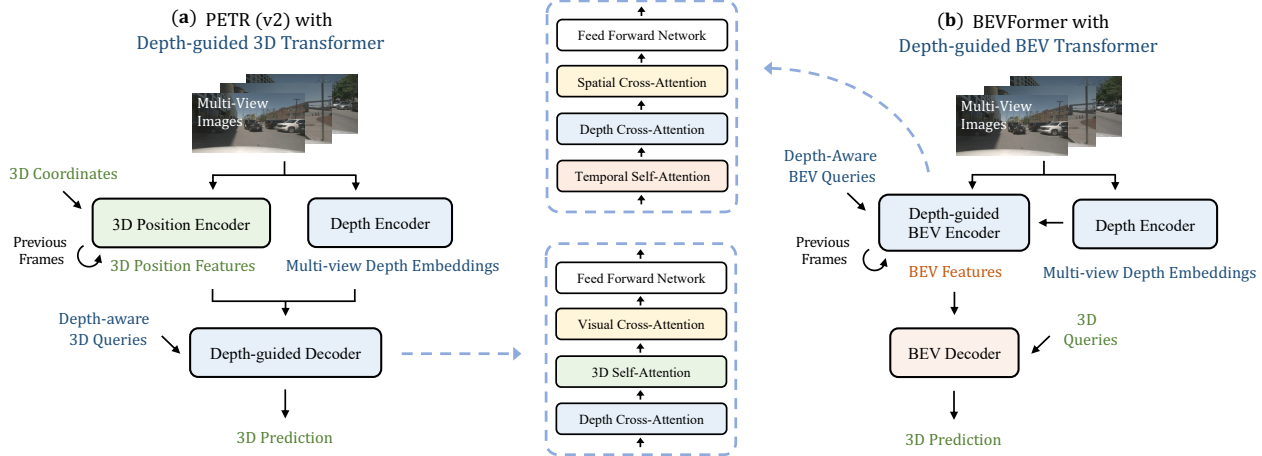 (a) PETR (v2) with
Depth-guided 3D Transformer
Multi-View
Images
3D Coordinates
3D Position Encoder
Depth Encoder
Previous
Frames
3D Position Features
Multi-view Depth Embeddings
Depth-aware
3D Queries
Depth-guided Decoder
3D Prediction
Feed Forward Network
Spatial Cross-Attention
Depth Cross-Attention
Temporal Self-Attention
Feed Forward Network
Visual Cross-Attention
3D Self-Attention
Depth Cross-Attention
(b) BEVFormer with
Depth-guided BEV Transformer
Multi-View
Images
Depth-Aware
BEV Queries
Depth-guided
BEV Encoder
Depth Encoder
Previous
Frames
BEV Features
Multi-view Depth Embeddings
3D
Queries
BEV Decoder
3D Prediction